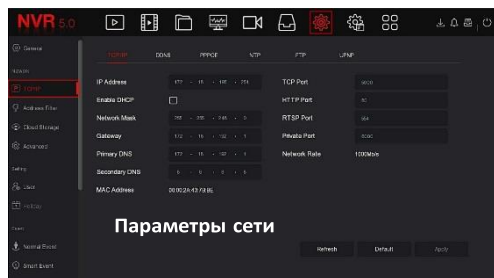 NVR 5.0
General
TCP/IP
DDNS
PPPOE
NTP
FTP
UPNP
Network
TCP/IP
Address Filter
Cloud Storage
Advanced
IP Address
TCP Port
Enable DHCP
HTTP Port
Network Mask
RTSP Port
Gateway
Private Port
Primary DNS
Network Rate 1000Mb/s
Secondary DNS
MAC Address
User
Параметры сети
Normal Event
Smart Event
Refresh
Default
Apply